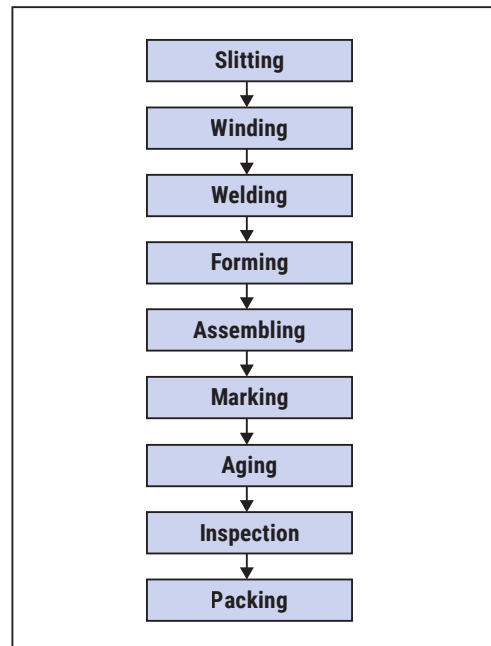 Slitting
Winding
Welding
Forming
Assembling
Marking
Aging
Inspection
Packing